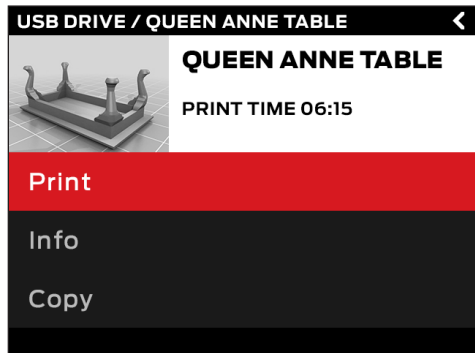 USB DRIVE / QUEEN ANNE TABLE
QUEEN ANNE TABLE
PRINT TIME 06:15
Print
Info
Copy